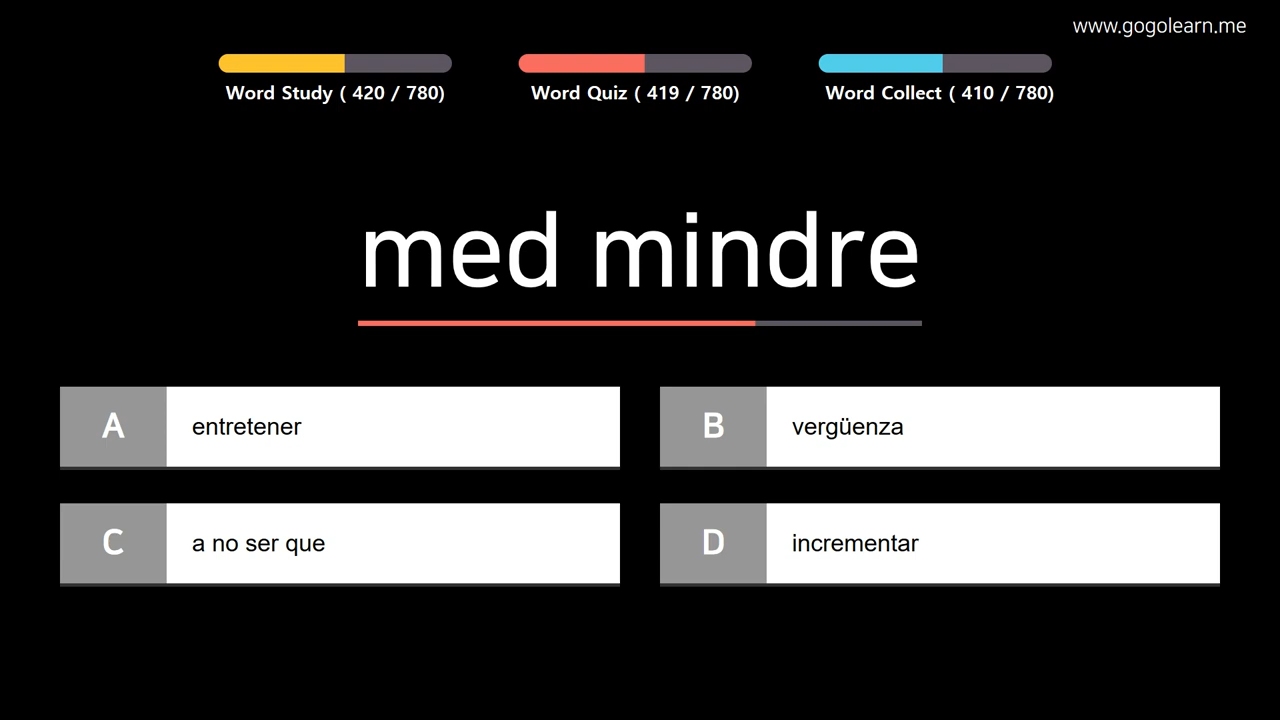 www.gogolearn.me
Word Study ( 420 / 780)
Word Quiz ( 419 / 780)
Word Collect ( 410 / 780)
med mindre
A entretener
B vergüenza
C a no ser que
D incrementar